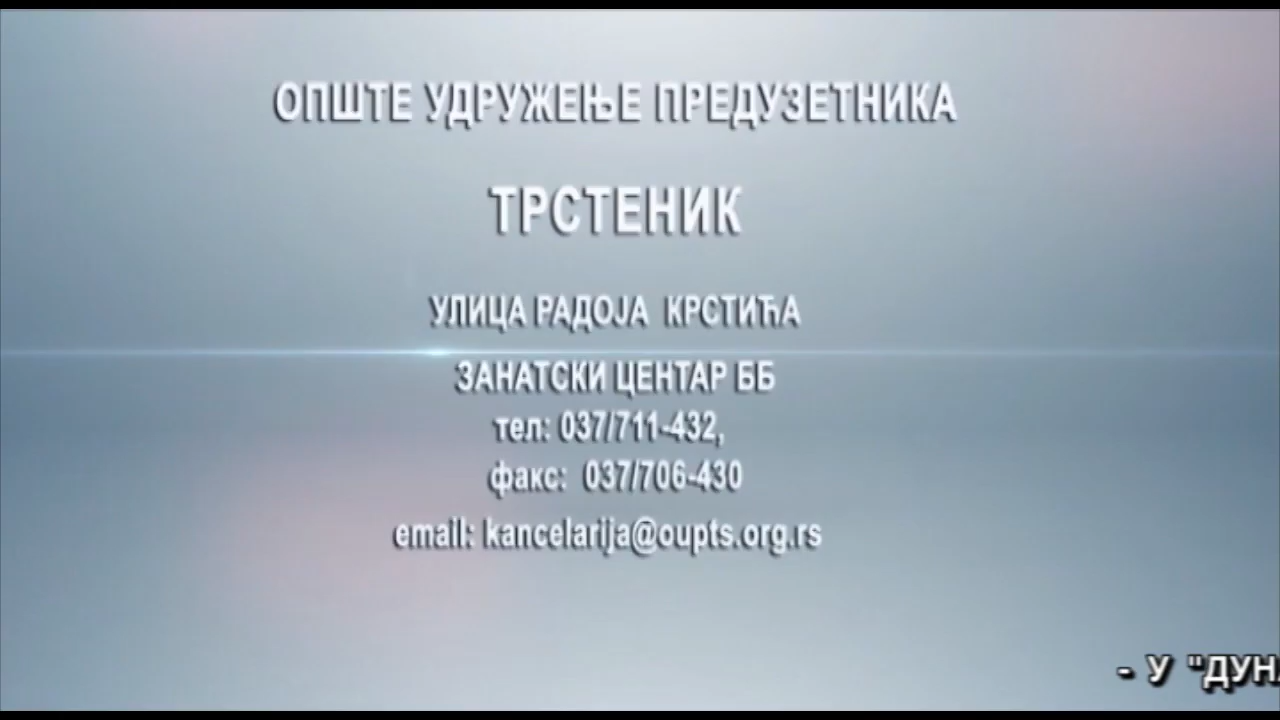 ОПШТЕ УДРУЖЕЊЕ ПРЕДУЗЕТНИКА
ТРСТЕНИК
УЛИЦА РАДОЈА КРСТИЋА
ЗАНАТСКИ ЦЕНТАР ББ
тел: 037/711-432,
факс: 037/706-430
email: kancelarija@oupts.org.rs
- У